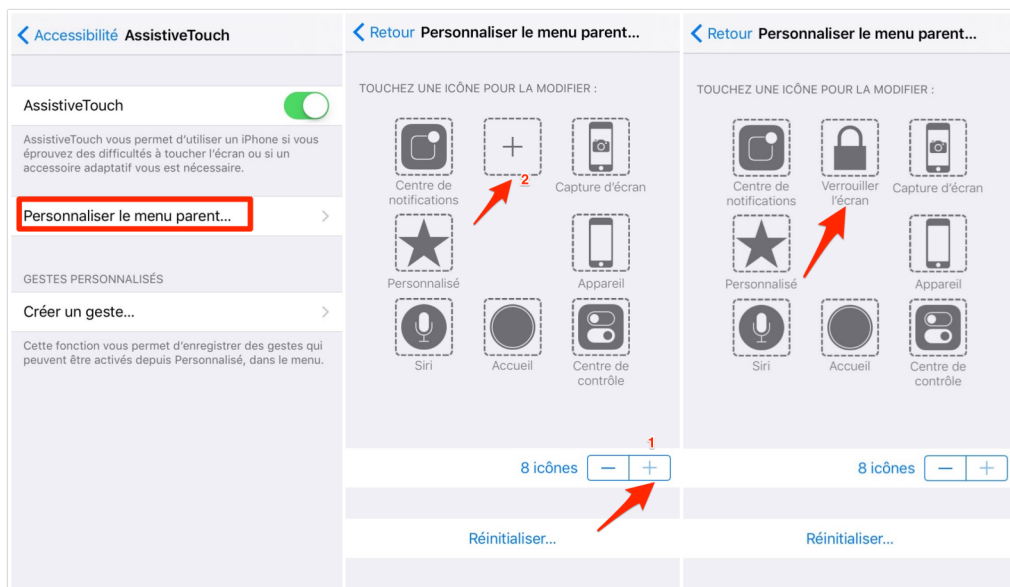 Accessibilité AssistiveTouch
AssistiveTouch
AssistiveTouch vous permet d'utiliser un iPhone si vous
éprouvez des difficultés à toucher l'écran ou si un
accessoire adaptatif vous est nécessaire.
Personnaliser le menu parent...
GESTES PERSONNALISÉS
Créer un geste...
Cette fonction vous permet d'enregistrer des gestes qui
peuvent être activés depuis Personnalisé, dans le menu.
Retour Personnaliser le menu parent...
TOUCHEZ UNE ICÔNE POUR LA MODIFIER :
2
Centre de
notifications
Capture d'écran
Personnalisé
Appareil
Siri
Accueil
Centre de
contrôle
1
8 icônes
Réinitialiser...
Retour Personnaliser le menu parent...
TOUCHEZ UNE ICÔNE POUR LA MODIFIER :
Centre de
notifications
Verrouiller
l'écran
Capture d'écran
Personnalisé
Appareil
Siri
Accueil
Centre de
contrôle
8 icônes
Réinitialiser...